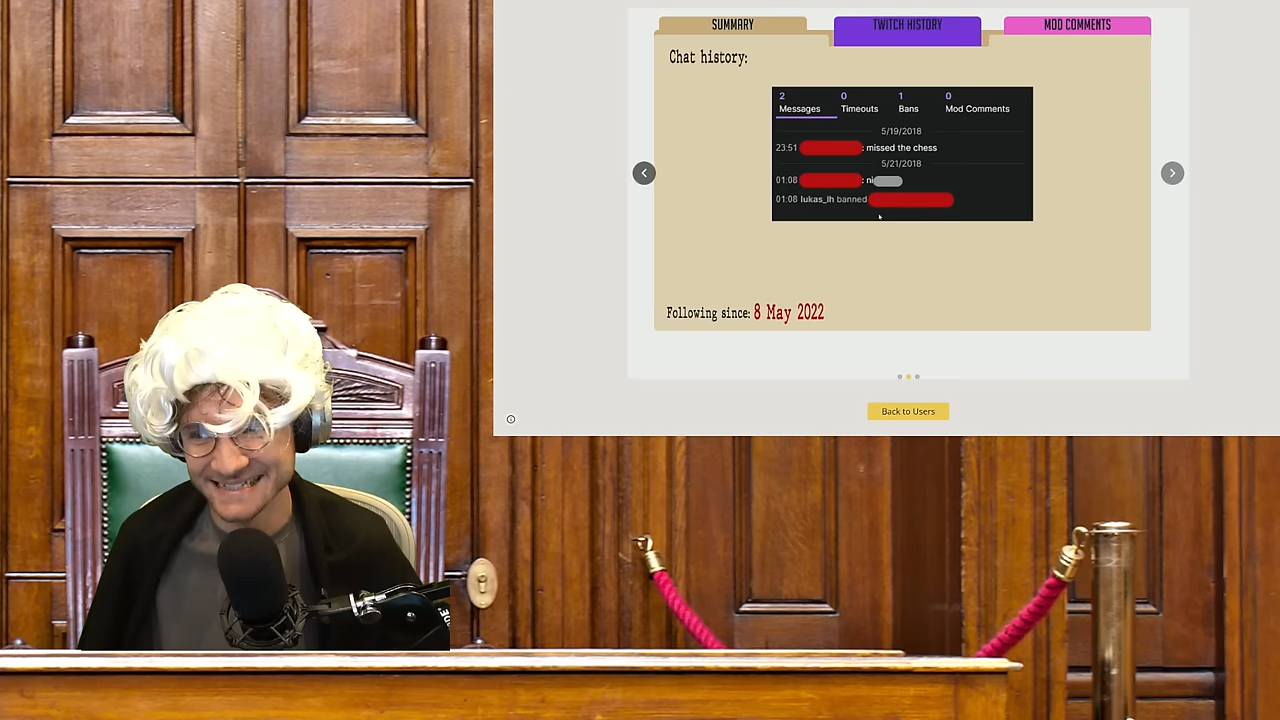 SUMMARY
TWITCH HISTORY
MOD COMMENTS
Chat history:
2 0 1 0
Messages Timeouts Bans Mod Comments
5/19/2018
23:51 : missed the chess
5/21/2018
01:08 : ni
01:08 lukas_lh banned
Following since: 8 May 2022
Back to Users